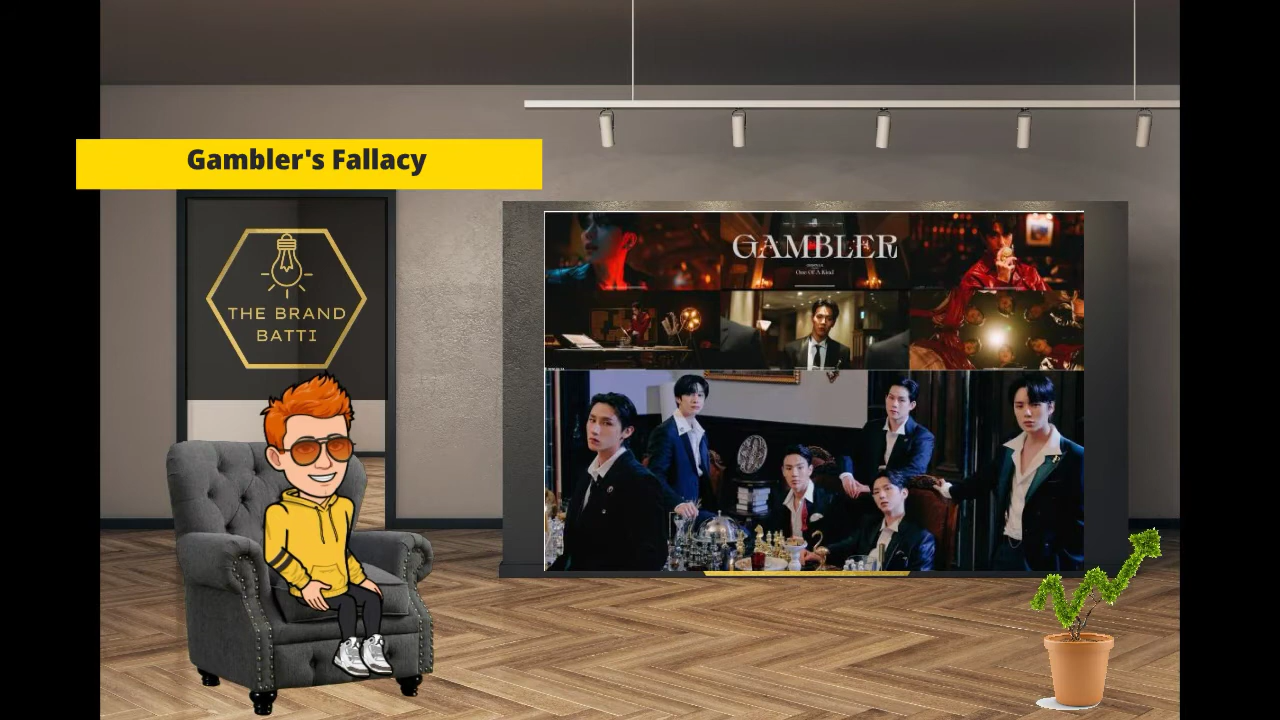 Gambler's Fallacy
THE BRAND
BATTI
GAMBLER
One Of A Kind